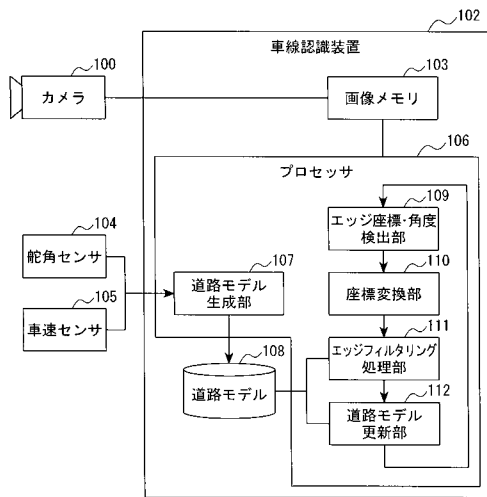 102
車線認識装置
100
カメラ
103
画像メモリ
106
プロセッサ
109
エッジ座標・角度
検出部
104
舵角センサ
107
道路モデル
生成部
110
座標変換部
105
車速センサ
111
エッジフィルタリング
処理部
108
道路モデル
112
道路モデル
更新部